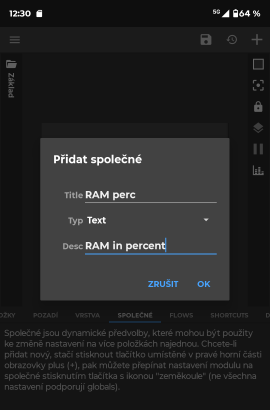 12:30
5G 64 %
Základ
Přidat společné
Title RAM perc
Typ Text
Desc RAM in percent
ZRUŠIT OK
POZADÍ VRSTVA SPOLEČNÉ FLOWS SHORTCUTS
Společné jsou dynamické předvolby, které mohou být použity
ke změně nastavení na více položkách najednou. Chcete-li
přidat nový, stačí stisknout tlačítko umístěné v pravé horní části
obrazovky plus (+), pak můžete přepínat nastavení modulu na
společné stisknutím tlačítka s ikonou "zeměkoule" (ne všechna
nastavení podporují globals).